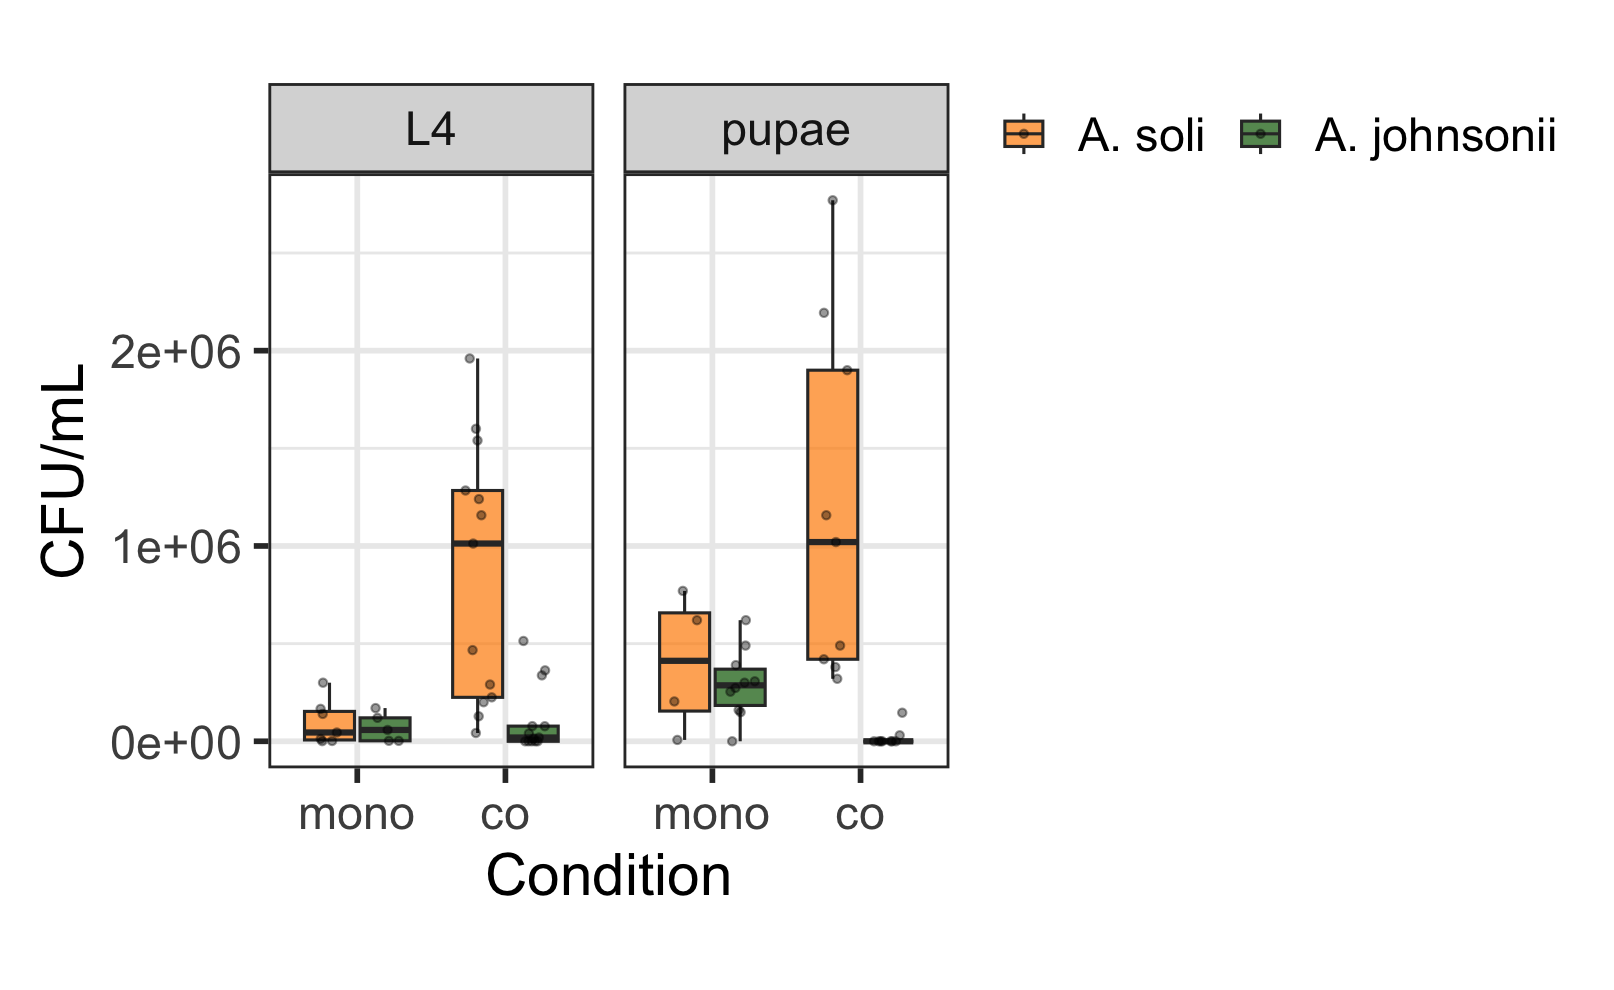 L4
pupae
A. soli
A. johnsonii
CFU/mL
2e+06
1e+06
0e+00
mono
co
mono
co
Condition